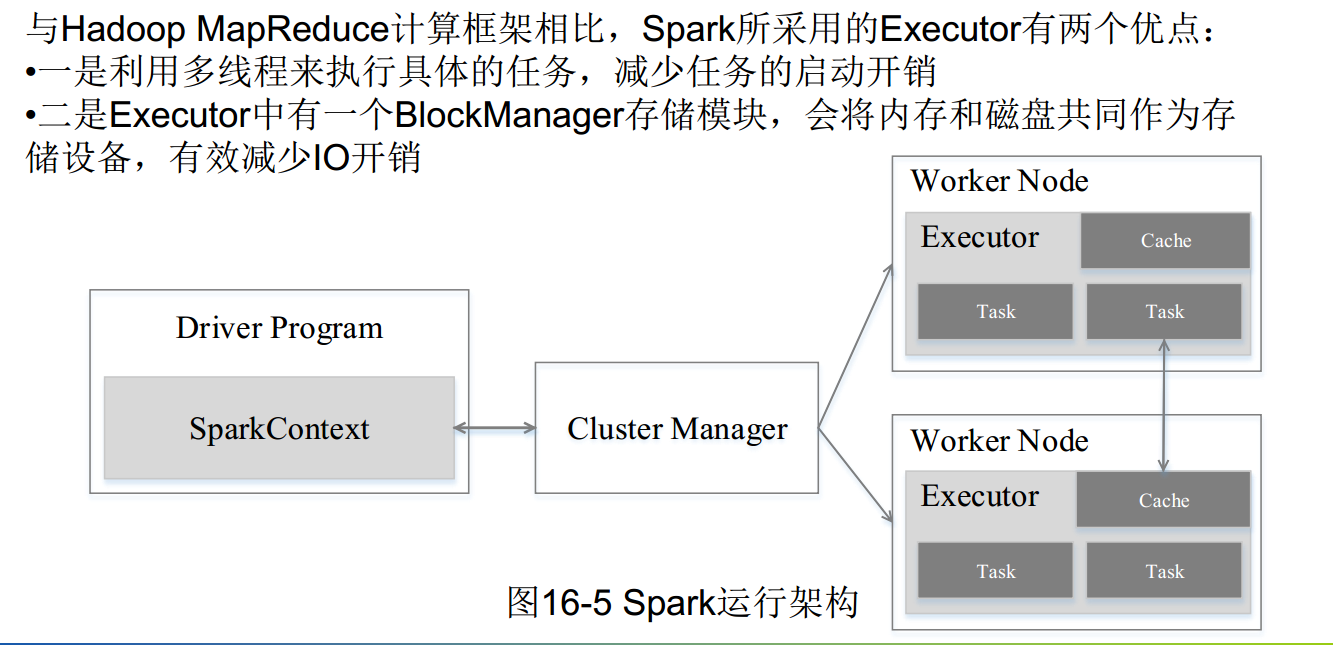 与Hadoop MapReduce计算框架相比，Spark所采用的Executor有两个优点：
•一是利用多线程来执行具体的任务，减少任务的启动开销
•二是Executor中有一个BlockManager存储模块，会将内存和磁盘共同作为存
储设备，有效减少IO开销
Worker Node
Executor
Cache
Task
Task
Driver Program
SparkContext
Cluster Manager
Worker Node
Executor
Cache
Task
Task
图16-5 Spark运行架构